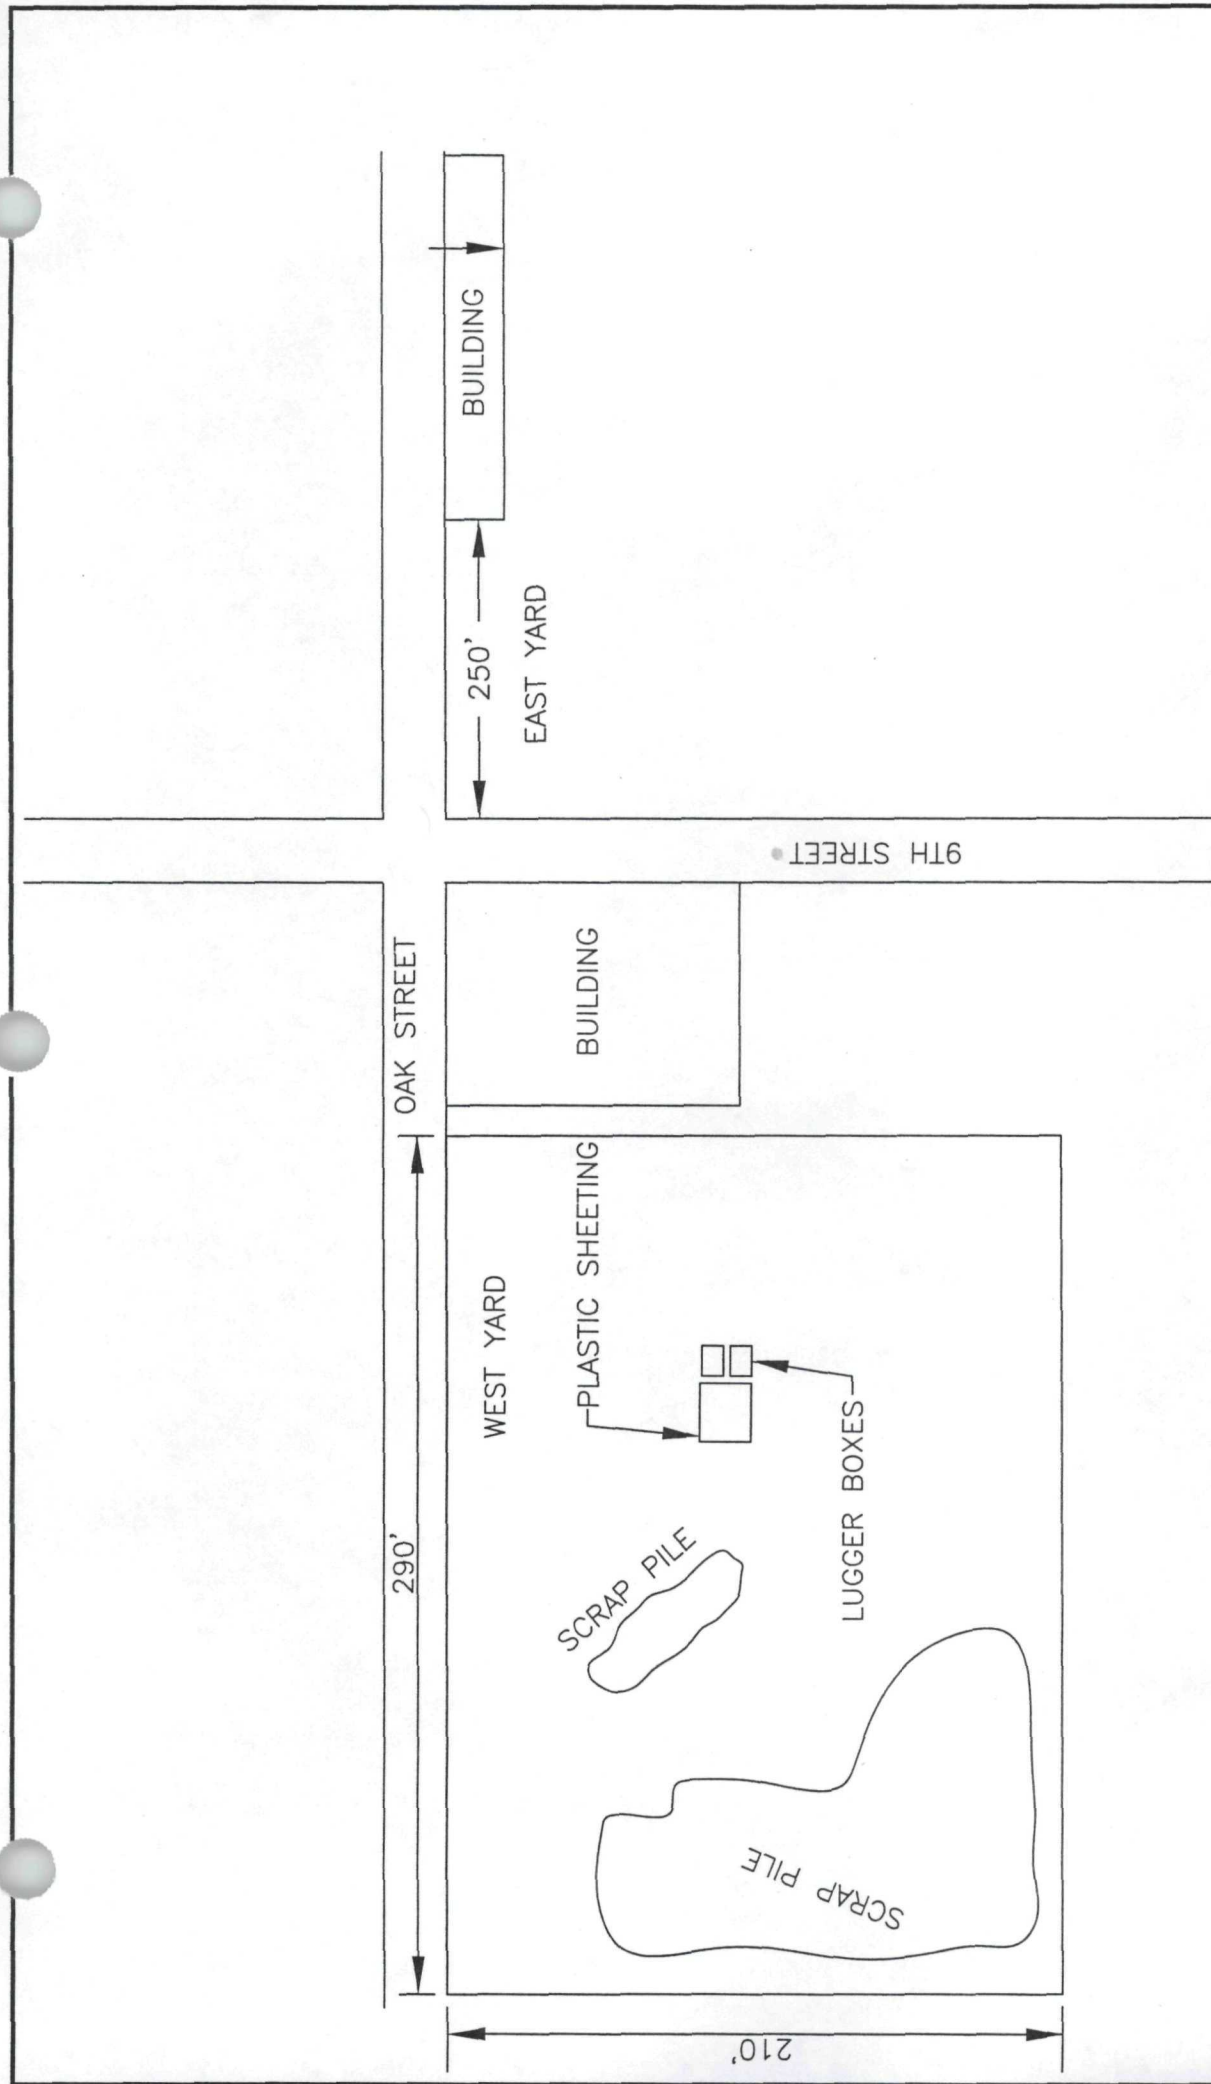 OAK STREET
290'
BUILDING
250'
EAST YARD
BUILDING
9TH STREET
WEST YARD
PLASTIC SHEETING
SCRAP PILE
LUGGER BOXES
SCRAP PILE
210'